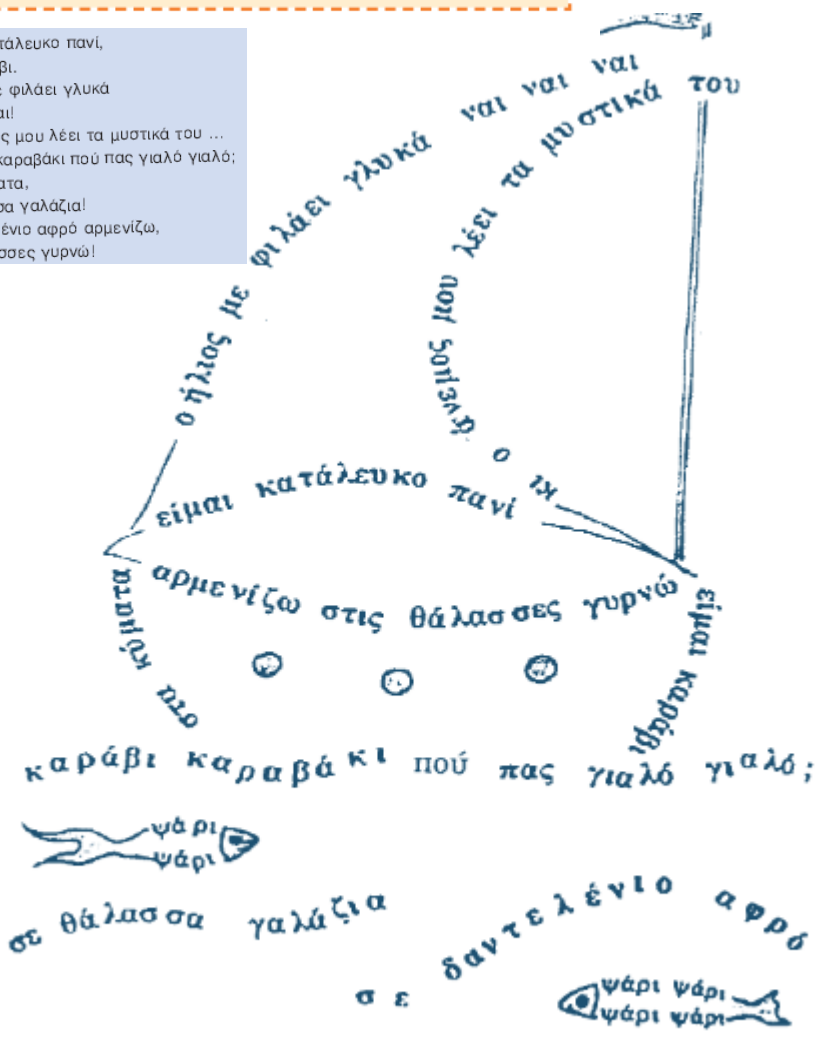 τάλευκο πανί,
βι.
φιλάει γλυκά
αι!
ς μου λέει τα μυστικά του ...
καραβάκι πού πας γιαλό γιαλό;
ατα,
σα γαλάζια!
ένιο αφρό αρμενίζω,
σσες γυρνώ!
ο ήλιος με φιλάει γλυκά ναι ναι ναι
κι ο άνεμος μου λέει τα μυστικά του
είμαι κατάλευκο πανί
αρμενίζω στις θάλασσες γυρνώ
είμαι καράβι
στα κύματα
καράβι καραβάκι πού πας γιαλό γιαλό;
ψάρι
ψάρι
σε θάλασσα γαλάζια
σε δαντελένιο αφρό
ψάρι ψάρι
ψάρι ψάρι